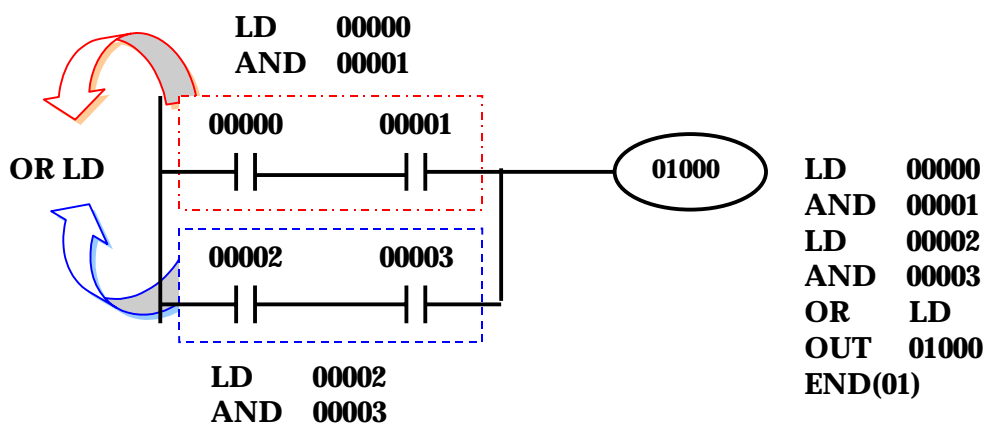 LD 00000
AND 00001
00000 00001
OR LD
01000
00002 00003
LD 00002
AND 00003
LD 00000
AND 00001
LD 00002
AND 00003
OR LD
OUT 01000
END(01)